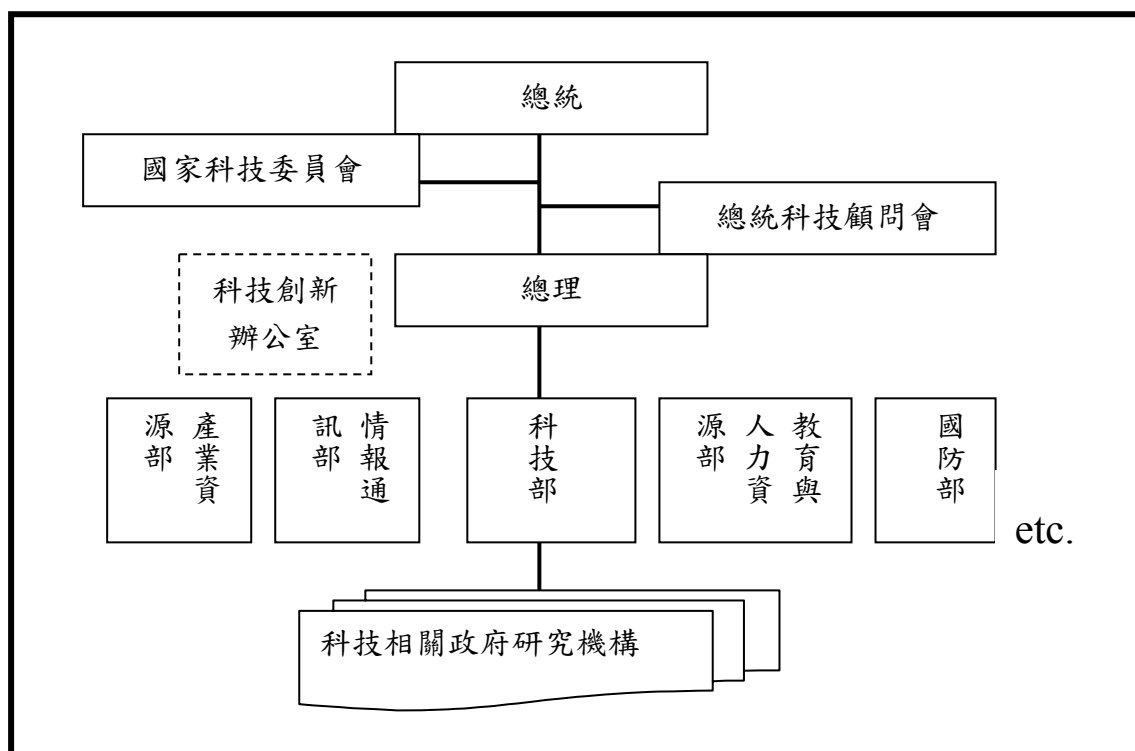 總統
國家科技委員會
總統科技顧問會
科技創新
辦公室
總理
產業資
源部
情報通
訊部
科技部
教育與
人力資
源部
國防部
etc.
科技相關政府研究機構